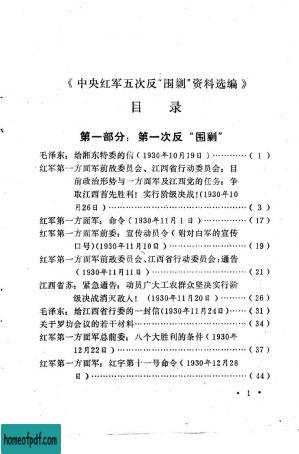 《中央红军五次反“围剿”资料选编》
目录
第一部分：第一次反“围剿”
毛泽东：给湘东特委的信（1930年10月19日）…………（1）
红军第一方面军前敌委员会、江西省行动委员会：目
前政治形势与一方面军及江西党的任务：争
取江西首先胜利！实行阶级决战！（1930年10
月26日）…………（3）
红军第一方面军：命令（1930年11月1日）…………（17）
红军第一方面军前委：宣传动员令（附对白军的宣传
口号）（1930年11月10日）…………（19）
红军第一方面军前敌委员会、江西省行动委员会：通告
（1930年11月11日）…………（21）
江西省苏：紧急通告：动员广大工农群众坚决实行阶
级决战消灭敌人！（1930年11月20日）…………（26）
毛泽东：给江西省行委的一封信（1930年11月24日）…（31）
关于罗坊会议的若干材料…………（34）
红军第一方面军总前委：八个大胜利的条件（1930年
12月22日）…………（37）
红军第一方面军：红字第十一号命令（1930年12月28
日）…………（44）
·1·
homeofpdf.com
homeofpdf.com